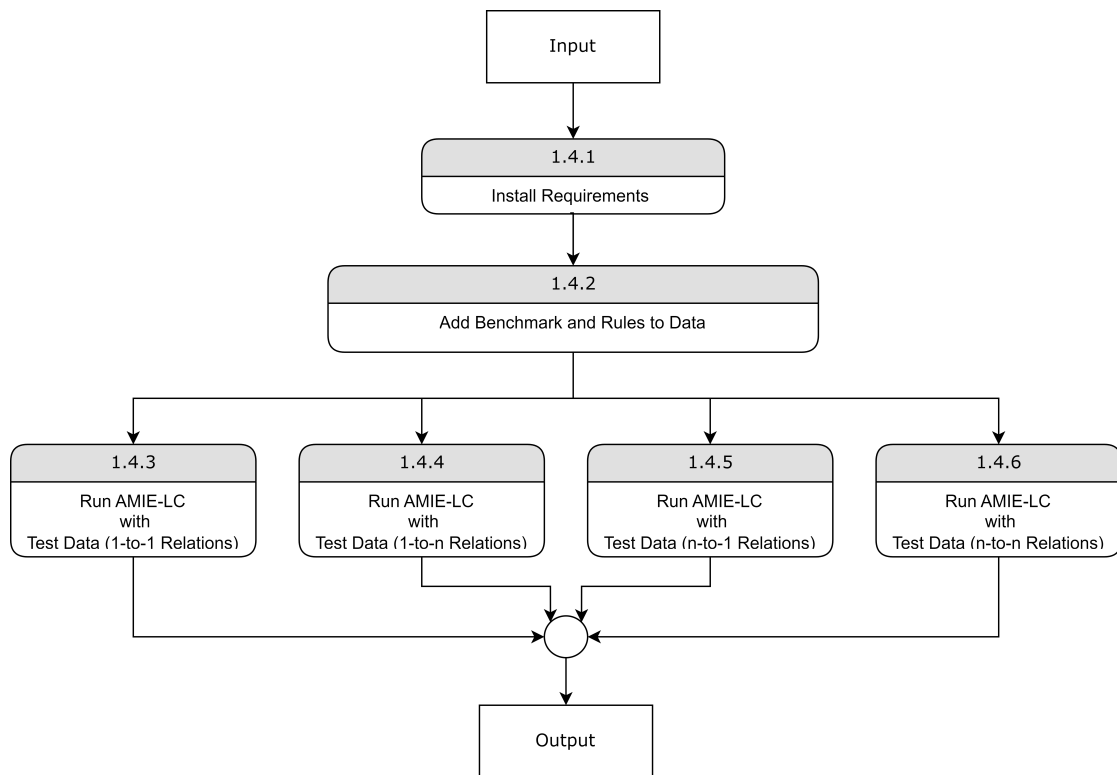 Input
1.4.1
Install Requirements
1.4.2
Add Benchmark and Rules to Data
1.4.3
Run AMIE-LC
with
Test Data (1-to-1 Relations)
1.4.4
Run AMIE-LC
with
Test Data (1-to-n Relations)
1.4.5
Run AMIE-LC
with
Test Data (n-to-1 Relations)
1.4.6
Run AMIE-LC
with
Test Data (n-to-n Relations)
Output